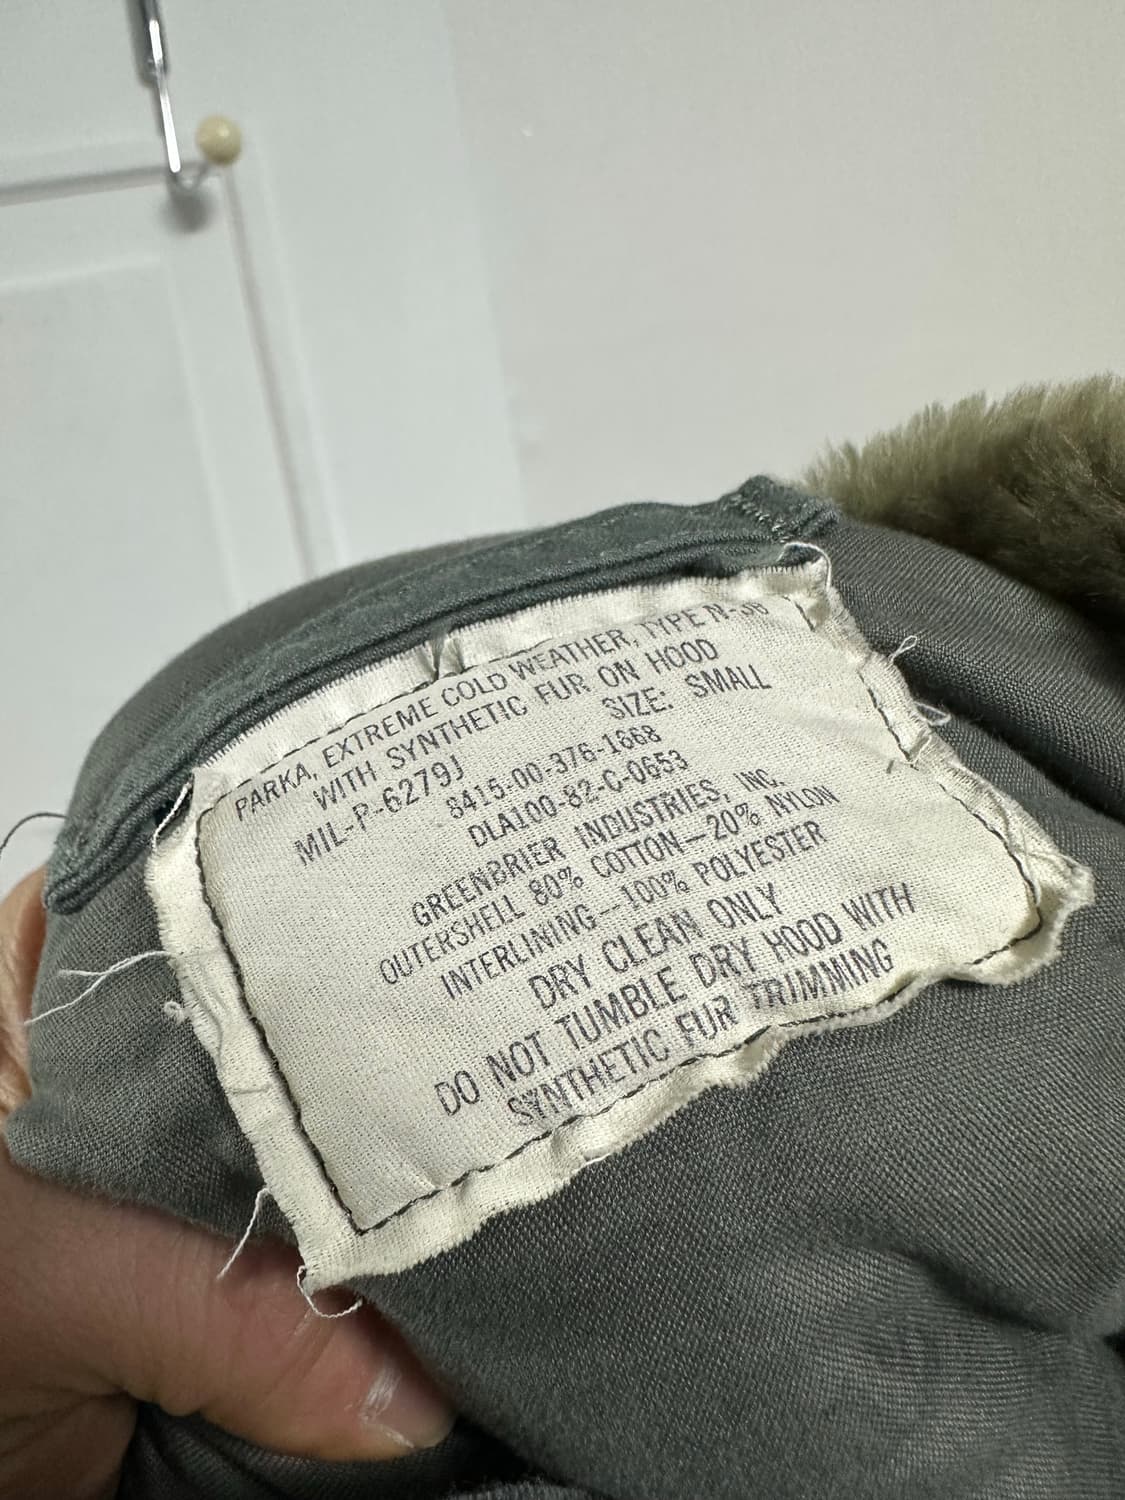 PARKA, EXTREME COLD WEATHER, TYPE N-3B
WITH SYNTHETIC FUR ON HOOD
SIZE: SMALL
MIL-P-6279J
8415-00-376-1668
DLA100-82-C-0653
GREENBRIER INDUSTRIES, INC.
OUTERSHELL 80% COTTON—20% NYLON
INTERLINING—100% POLYESTER
DRY CLEAN ONLY
DO NOT TUMBLE DRY HOOD WITH
SYNTHETIC FUR TRIMMING